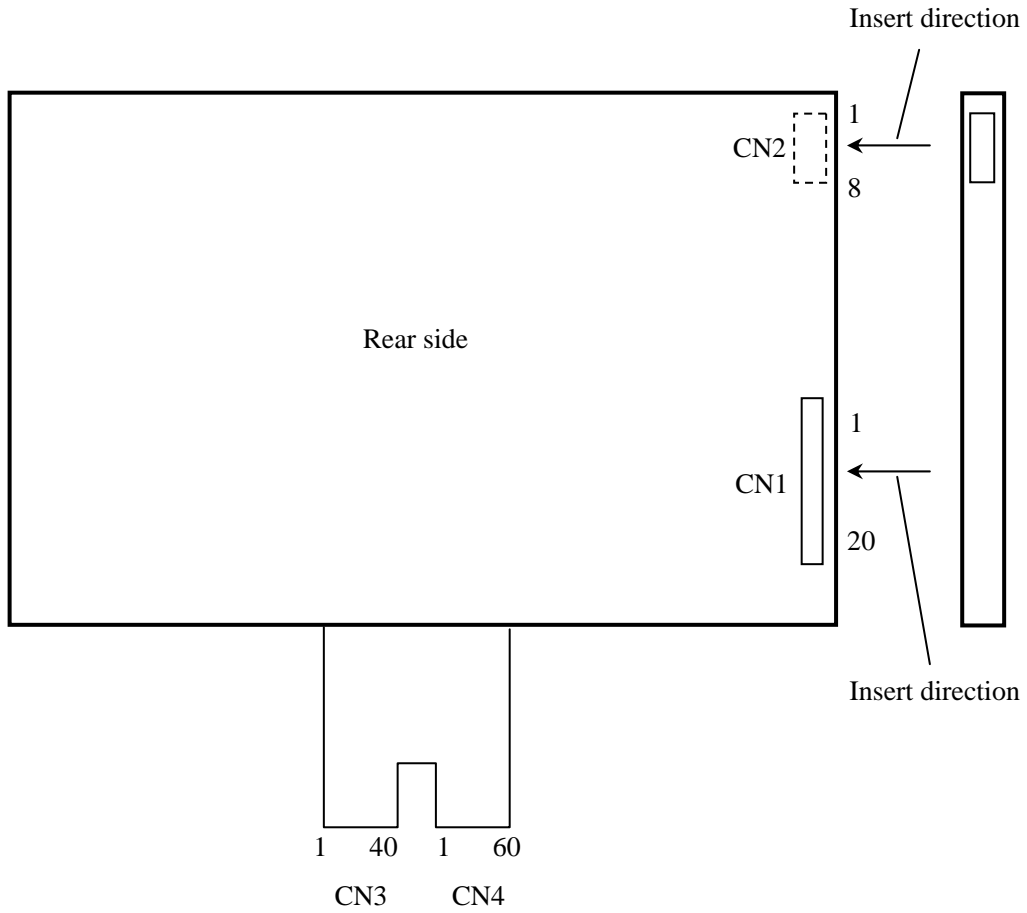 Insert direction
1
CN2
8
Rear side
1
CN1
20
Insert direction
1 40 1 60
CN3 CN4